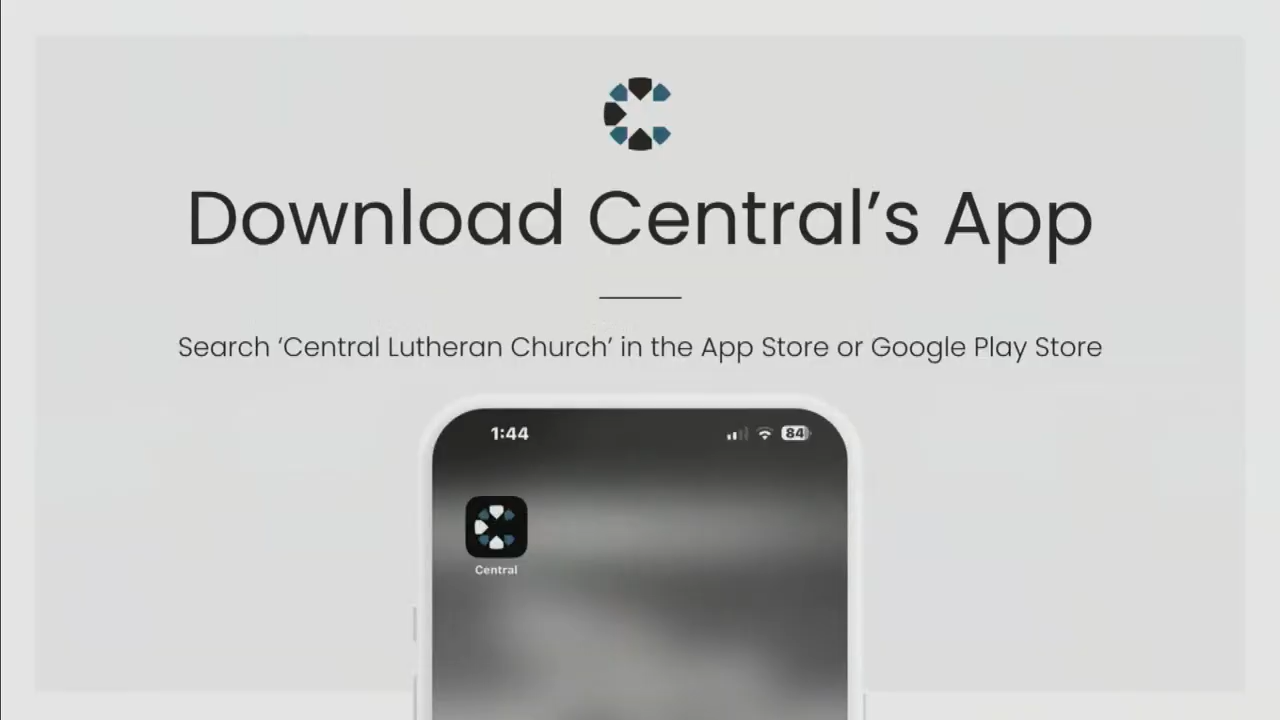 Download Central’s App
Search ‘Central Lutheran Church’ in the App Store or Google Play Store
1:44
84
Central